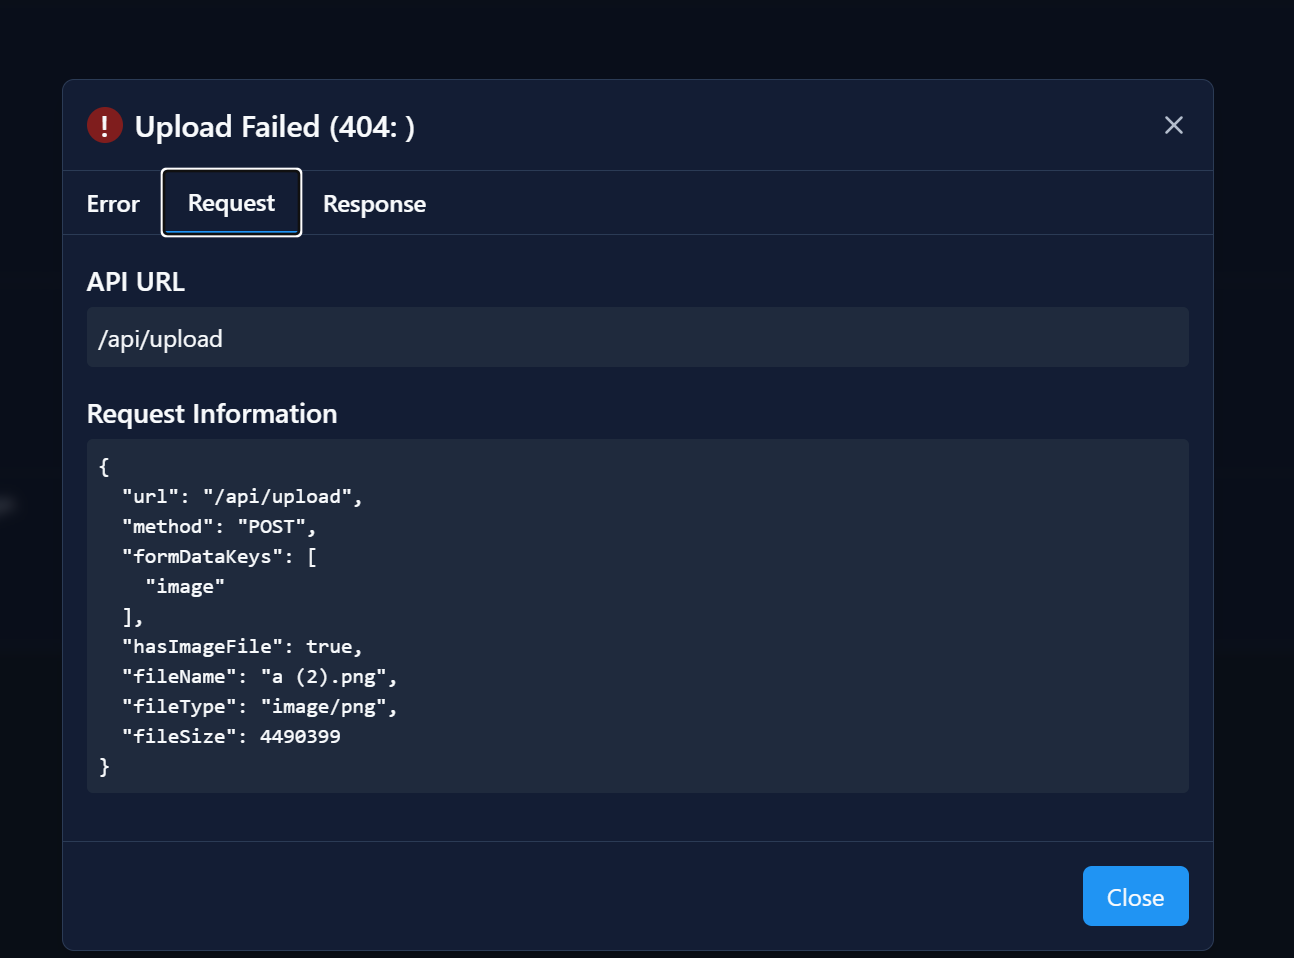 ! Upload Failed (404: )
Error Request Response
API URL
/api/upload
Request Information
{
  "url": "/api/upload",
  "method": "POST",
  "formDataKeys": [
    "image"
  ],
  "hasImageFile": true,
  "fileName": "a (2).png",
  "fileType": "image/png",
  "fileSize": 4490399
}
Close